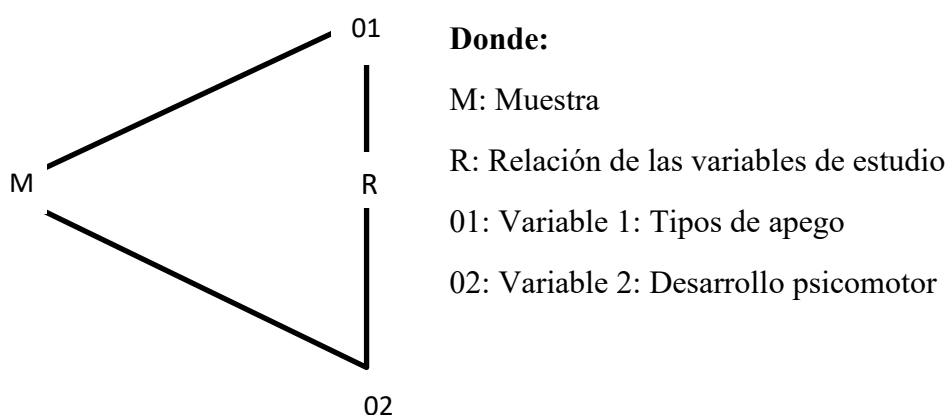 01
M
R
02
Donde:
M: Muestra
R: Relación de las variables de estudio
01: Variable 1: Tipos de apego
02: Variable 2: Desarrollo psicomotor